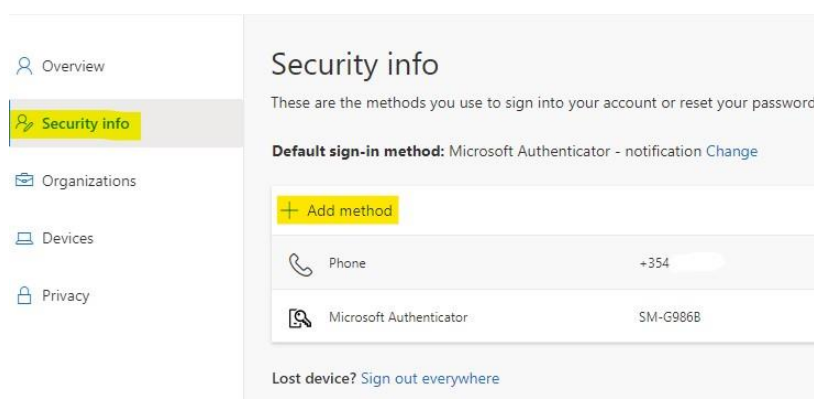 Overview
Security info
Organizations
Devices
Privacy
Security info
These are the methods you use to sign into your account or reset your password
Default sign-in method: Microsoft Authenticator - notification Change
+ Add method
Phone +354
Microsoft Authenticator SM-G986B
Lost device? Sign out everywhere